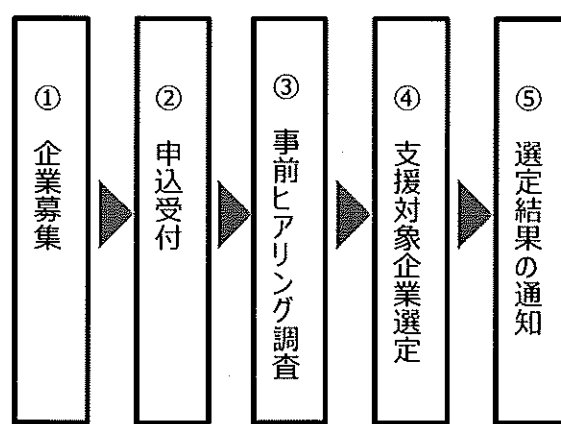 ① 企業募集
② 申込受付
③ 事前ヒアリング調査
④ 支援対象企業選定
⑤ 選定結果の通知